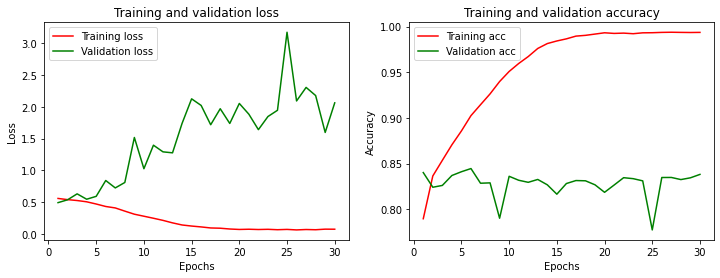 Training and validation loss
Training loss
Validation loss
3.0
2.5
2.0
1.5
1.0
0.5
0.0
Loss
0 5 10 15 20 25 30
Epochs
Training and validation accuracy
Training acc
Validation acc
1.00
0.95
0.90
0.85
0.80
Accuracy
0 5 10 15 20 25 30
Epochs